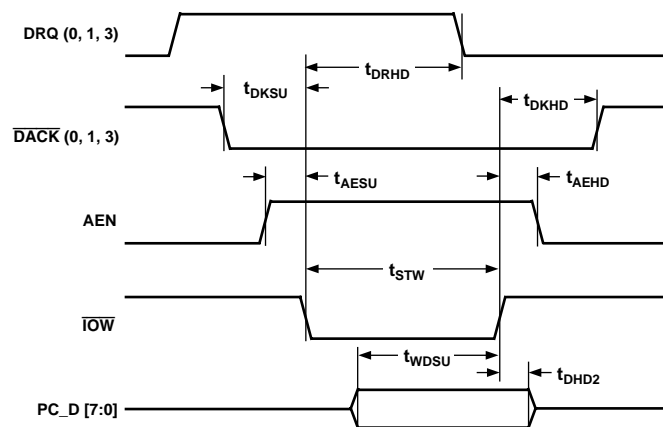 DRQ (0, 1, 3)
tDRHD
tDKSU
tDKHD
DACK (0, 1, 3)
tAESU
tAEHD
AEN
tSTW
IOW
tWDSU
tDHD2
PC_D [7:0]